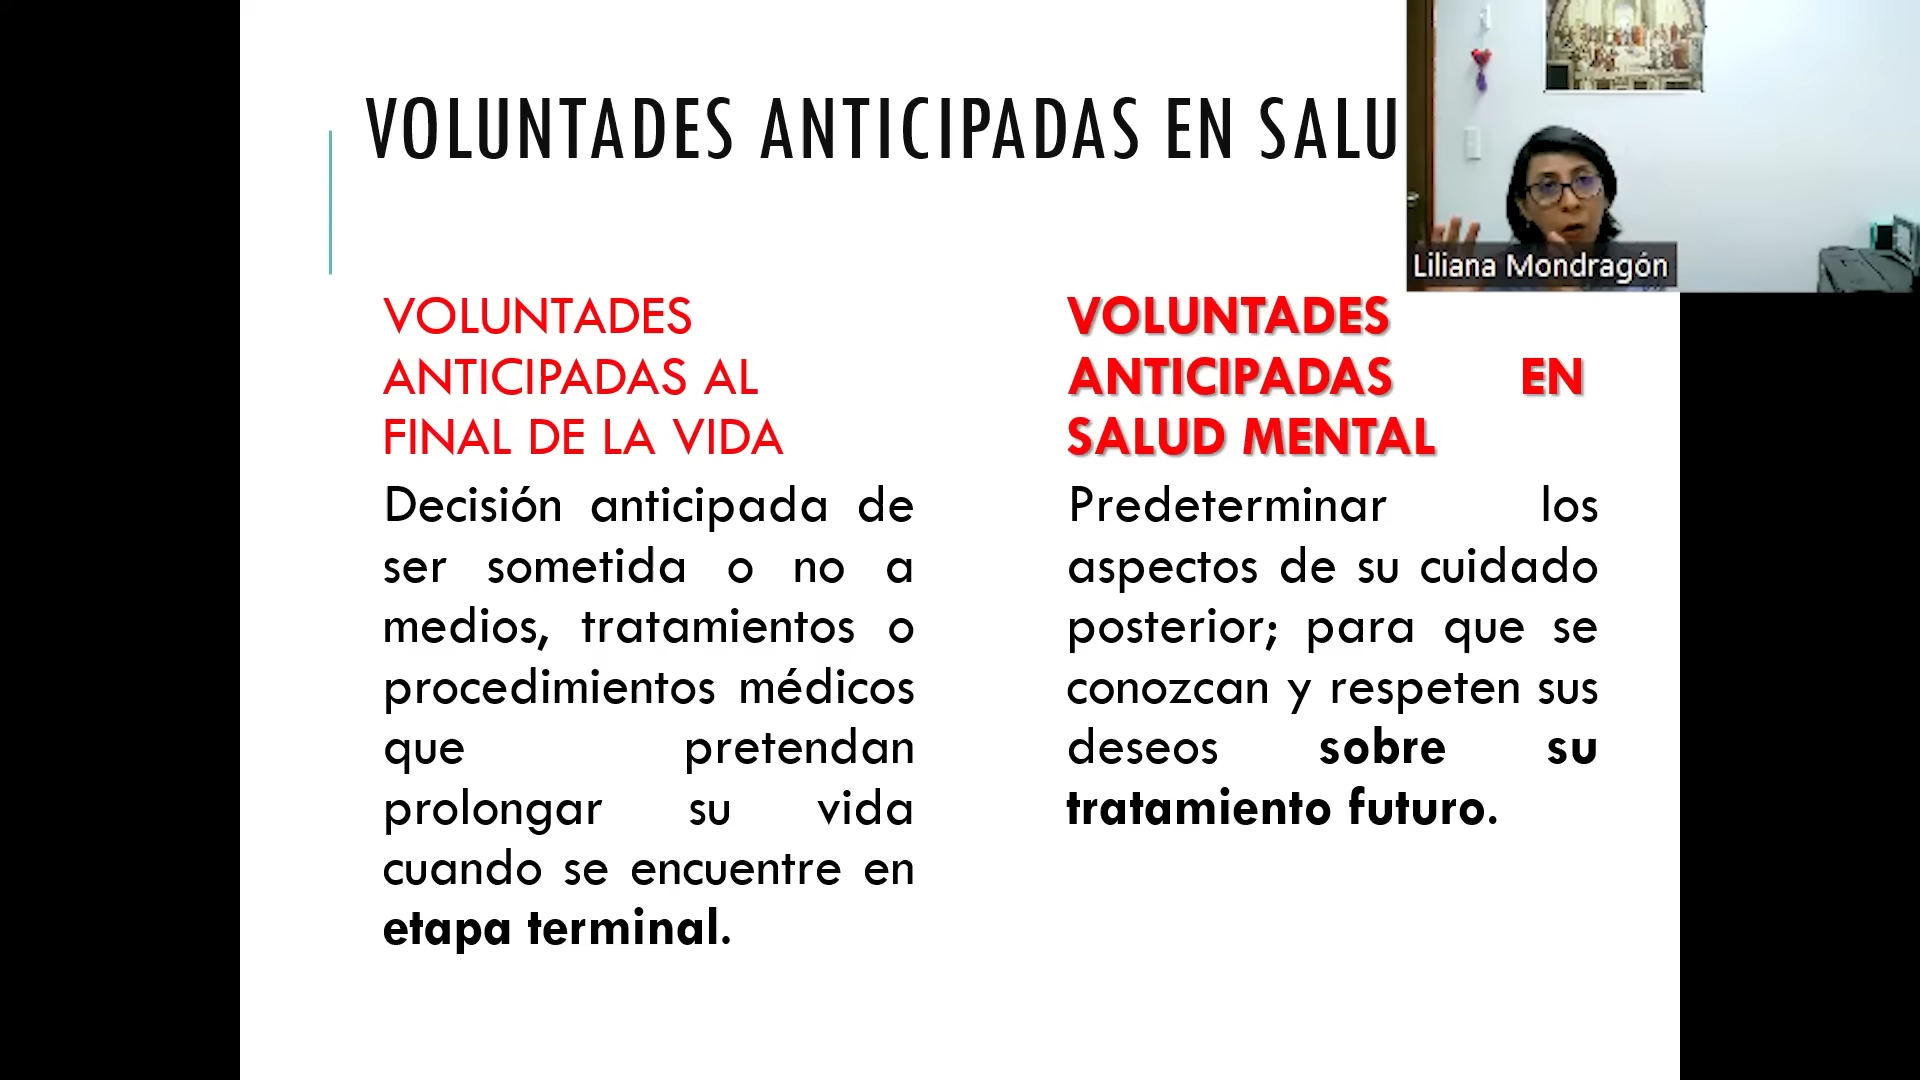 VOLUNTADES ANTICIPADAS EN SALU
Liliana Mondragón
VOLUNTADES
ANTICIPADAS AL
FINAL DE LA VIDA
Decisión anticipada de
ser sometida o no a
medios, tratamientos o
procedimientos médicos
que pretendan
prolongar su vida
cuando se encuentre en
etapa terminal.
VOLUNTADES
ANTICIPADAS EN
SALUD MENTAL
Predeterminar los
aspectos de su cuidado
posterior; para que se
conozcan y respeten sus
deseos sobre su
tratamiento futuro.